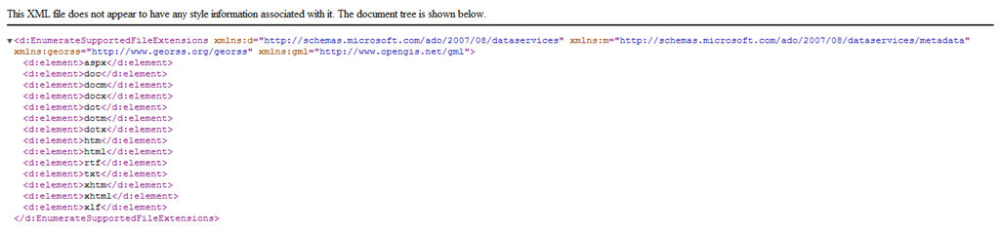 This XML file does not appear to have any style information associated with it. The document tree is shown below.
▼<d:EnumerateSupportedFileExtensions xmlns:d="http://schemas.microsoft.com/ado/2007/08/dataservices" xmlns:m="http://schemas.microsoft.com/ado/2007/08/dataservices/metadata"
xmlns:georss="http://www.georss.org/georss" xmlns:gml="http://www.opengis.net/gml">
<d:element>aspx</d:element>
<d:element>doc</d:element>
<d:element>docm</d:element>
<d:element>docx</d:element>
<d:element>dot</d:element>
<d:element>dotm</d:element>
<d:element>dotx</d:element>
<d:element>htm</d:element>
<d:element>html</d:element>
<d:element>rtf</d:element>
<d:element>txt</d:element>
<d:element>xhtm</d:element>
<d:element>xhtml</d:element>
<d:element>xlf</d:element>
</d:EnumerateSupportedFileExtensions>